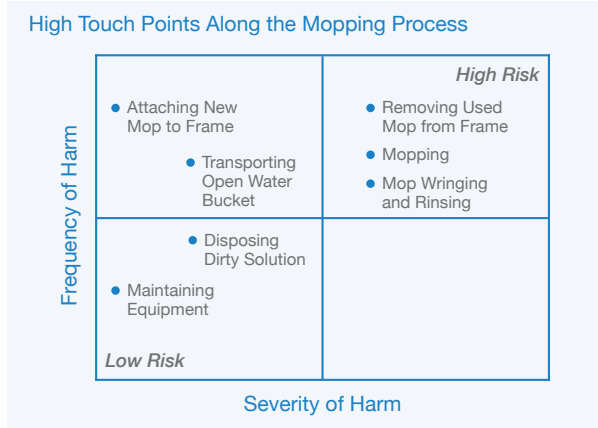 High Touch Points Along the Mopping Process
High Risk
Attaching New
Mop to Frame
Transporting
Open Water
Bucket
Removing Used
Mop from Frame
Mopping
Mop Wringing
and Rinsing
Disposing
Dirty Solution
Maintaining
Equipment
Low Risk
Frequency of Harm
Severity of Harm